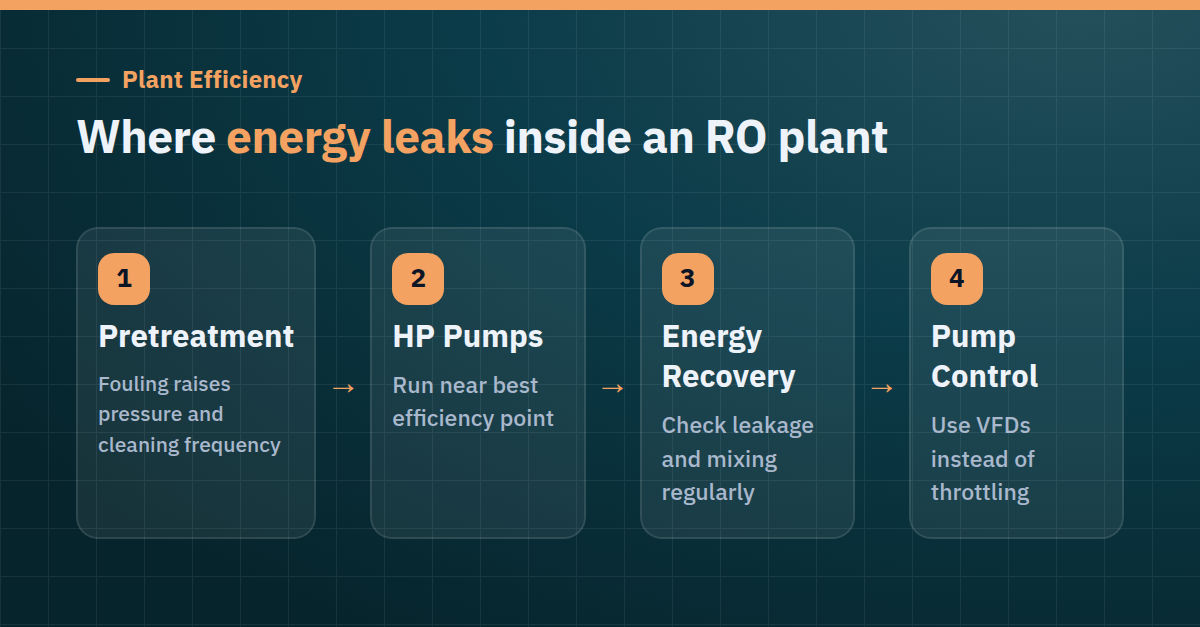 Plant Efficiency
Where energy leaks inside an RO plant
1
Pretreatment
Fouling raises
pressure and
cleaning frequency
→
2
HP Pumps
Run near best
efficiency point
→
3
Energy
Recovery
Check leakage
and mixing
regularly
→
4
Pump
Control
Use VFDs
instead of
throttling